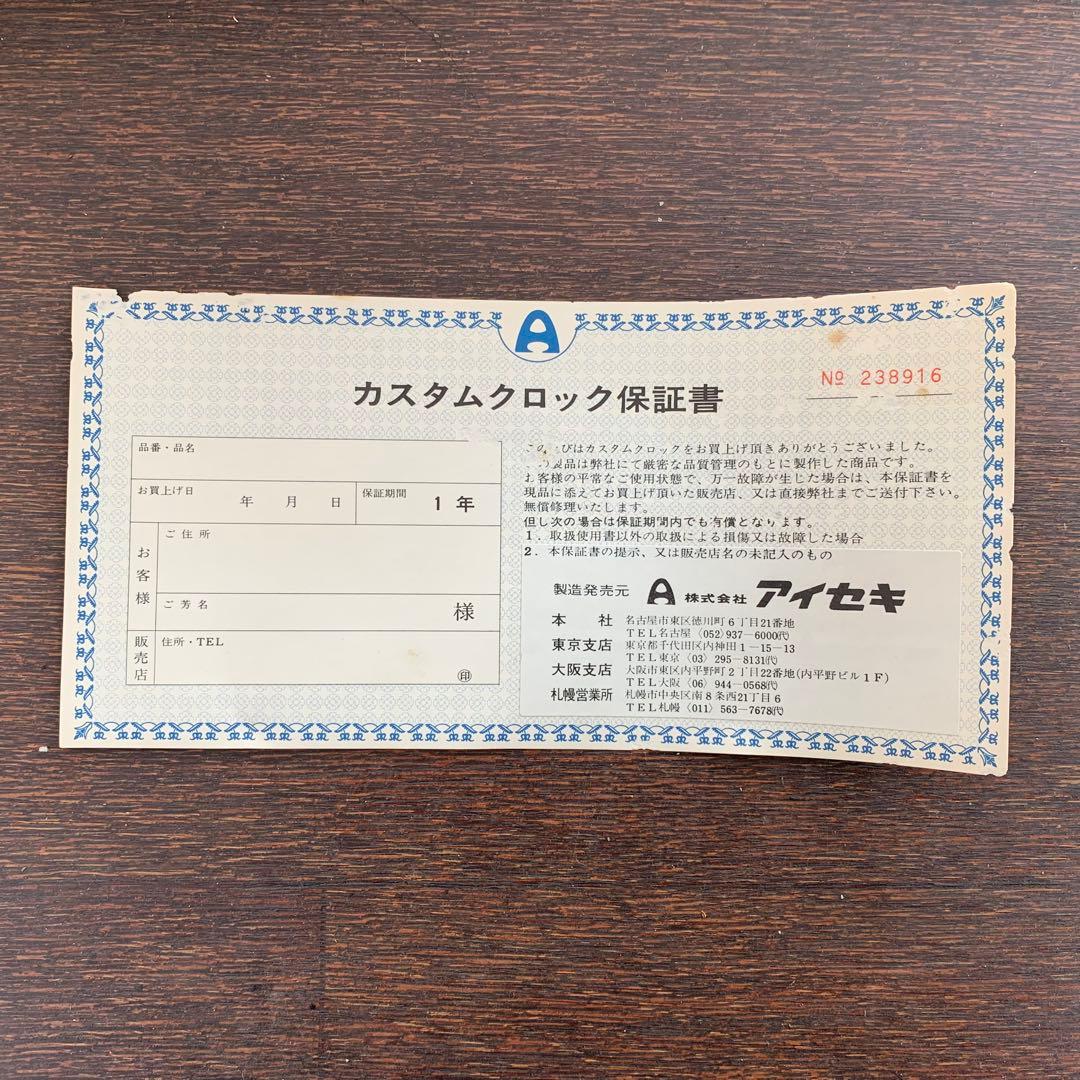 A
カスタムクロック保証書
№ 238916
品番・品名
お買上げ日 年 月 日 保証期間 1年
お客様
ご住所
ご芳名 様
販売店
住所・TEL
印
この びはカスタムクロックをお買上げ頂きありがとうございました。
製品は弊社にて厳密な品質管理のもとに製作した商品です。
お客様の平常なご使用状態で、万一故障が生じた場合は、本保証書を
現品に添えてお買上げ頂いた販売店、又は直接弊社までご送付下さい。
無償修理いたします。
但し次の場合は保証期間内でも有償となります。
1．取扱使用書以外の取扱による損傷又は故障した場合
2．本保証書の提示、又は販売店名の未記入のもの
製造発売元 A 株式会社 アイセキ
本社 名古屋市東区徳川町6丁目21番地
TEL名古屋〈052〉937―6000㈹
東京支店 東京都千代田区内神田1－15－13
TEL東京〈03〉295―8131㈹
大阪支店 大阪市東区内平野町2丁目22番地(内平野ビル1F)
TEL大阪〈06〉944―0568㈹
札幌営業所 札幌市中央区南8条西21丁目6
TEL札幌〈011〉563―7678㈹